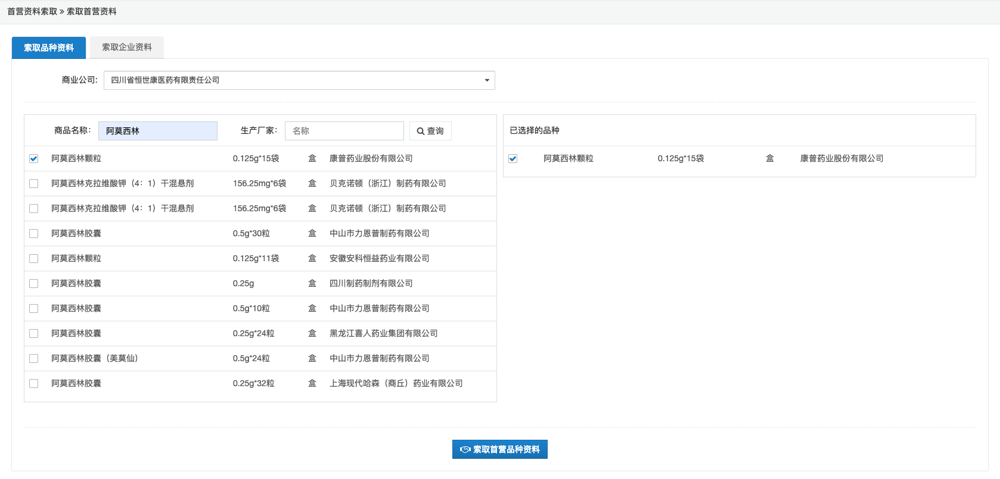 首营资料索取 » 索取首营资料
索取品种资料 索取企业资料
商业公司: 四川省恒世康医药有限责任公司
商品名称: 阿莫西林 生产厂家: 名称 查询
已选择的品种
阿莫西林颗粒 0.125g*15袋 盒 康普药业股份有限公司
阿莫西林颗粒 0.125g*15袋 盒 康普药业股份有限公司
阿莫西林克拉维酸钾（4：1）干混悬剂 156.25mg*6袋 盒 贝克诺顿（浙江）制药有限公司
阿莫西林克拉维酸钾（4：1）干混悬剂 156.25mg*6袋 盒 贝克诺顿（浙江）制药有限公司
阿莫西林胶囊 0.5g*30粒 盒 中山市力恩普制药有限公司
阿莫西林颗粒 0.125g*11袋 盒 安徽安科恒益药业有限公司
阿莫西林胶囊 0.25g 盒 四川制药制剂有限公司
阿莫西林胶囊 0.5g*10粒 盒 中山市力恩普制药有限公司
阿莫西林胶囊 0.25g*24粒 盒 黑龙江喜人药业集团有限公司
阿莫西林胶囊（美莫仙） 0.5g*24粒 盒 中山市力恩普制药有限公司
阿莫西林胶囊 0.25g*32粒 盒 上海现代哈森（商丘）药业有限公司
索取首营品种资料